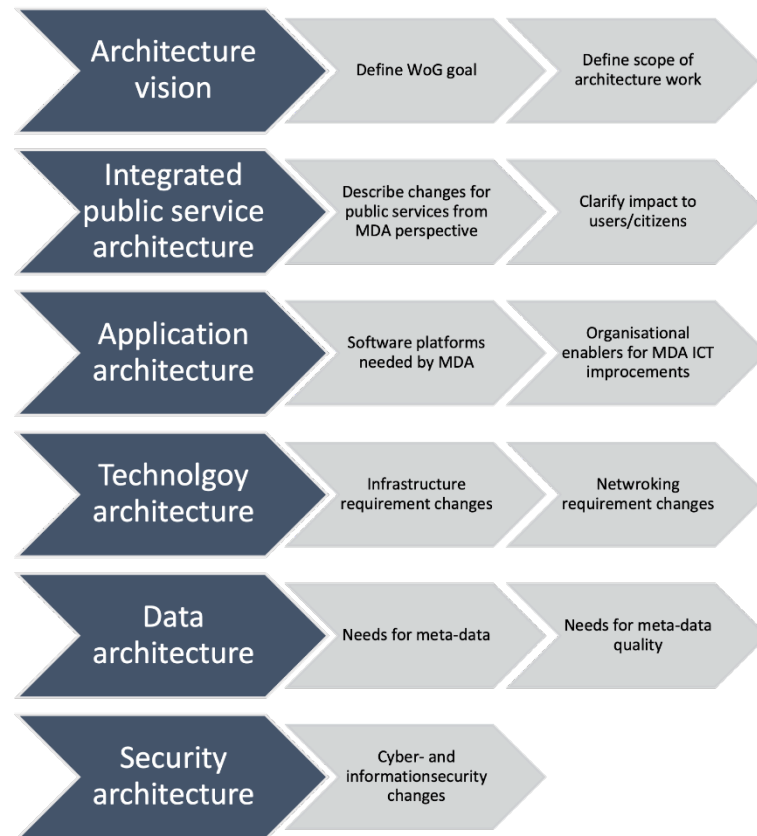 Architecture
vision
Define WoG goal
Define scope of
architecture work
Integrated
public service
architecture
Describe changes for
public services from
MDA perspective
Clarify impact to
users/citizens
Application
architecture
Software platforms
needed by MDA
Organisational
enablers for MDA ICT
improcements
Technolgoy
architecture
Infrastructure
requirement changes
Netwroking
requirement changes
Data
architecture
Needs for meta-data
Needs for meta-data
quality
Security
architecture
Cyber- and
informationsecurity
changes